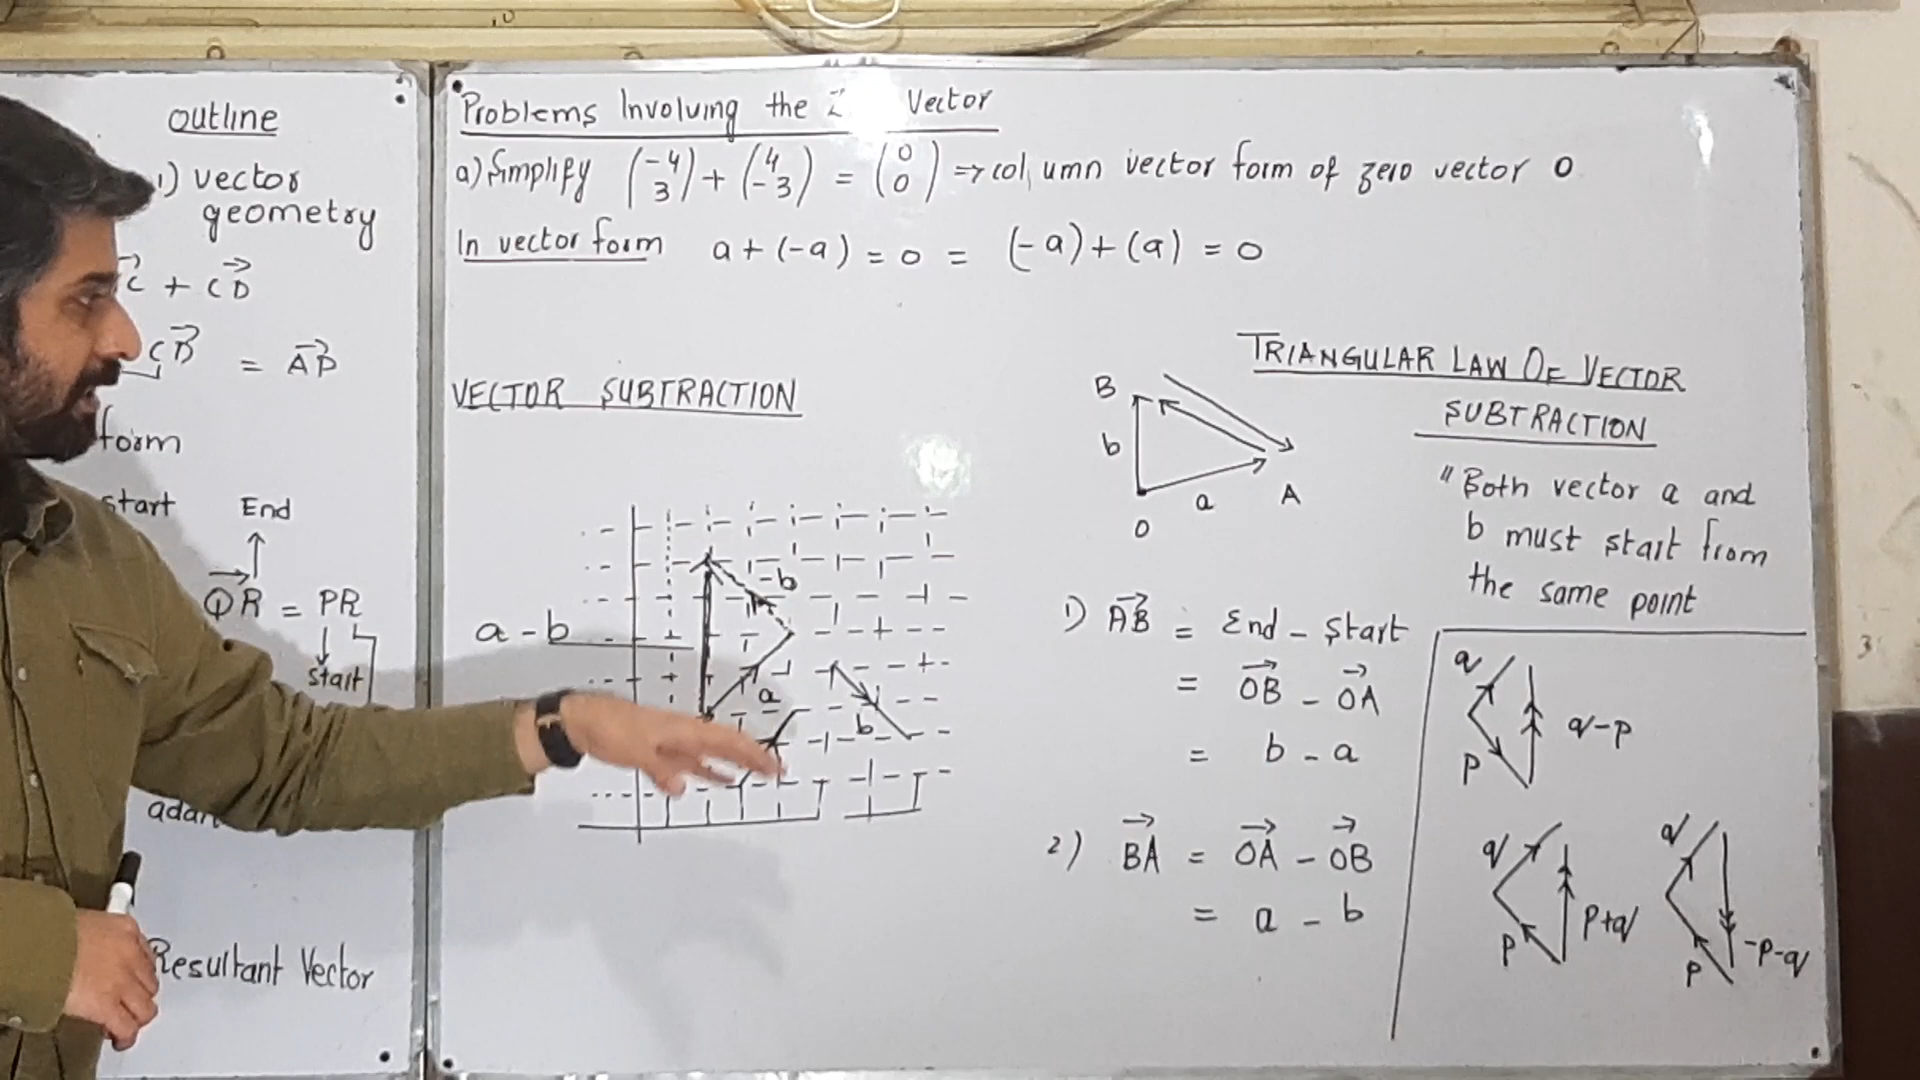 outline
1) vector
geometry
+ CD
CD = AD
form
start End
QR = PR
start
Resultant Vector
Problems Involving the Vector
a) Simplify (-4 3) + (4 -3) = (0 0) => column vector form of zero vector 0
In vector form a + (-a) = 0 = (-a) + (a) = 0
VECTOR SUBTRACTION
a - b
-b
a
b
TRIANGULAR LAW OF VECTOR
SUBTRACTION
B
b
a
A
O
"Both vector a and
b must start from
the same point
1) AB = End - Start
= OB - OA
= b - a
2) BA = OA - OB
= a - b
q
p
q-p
q
p
p+q
q
p
-p-q